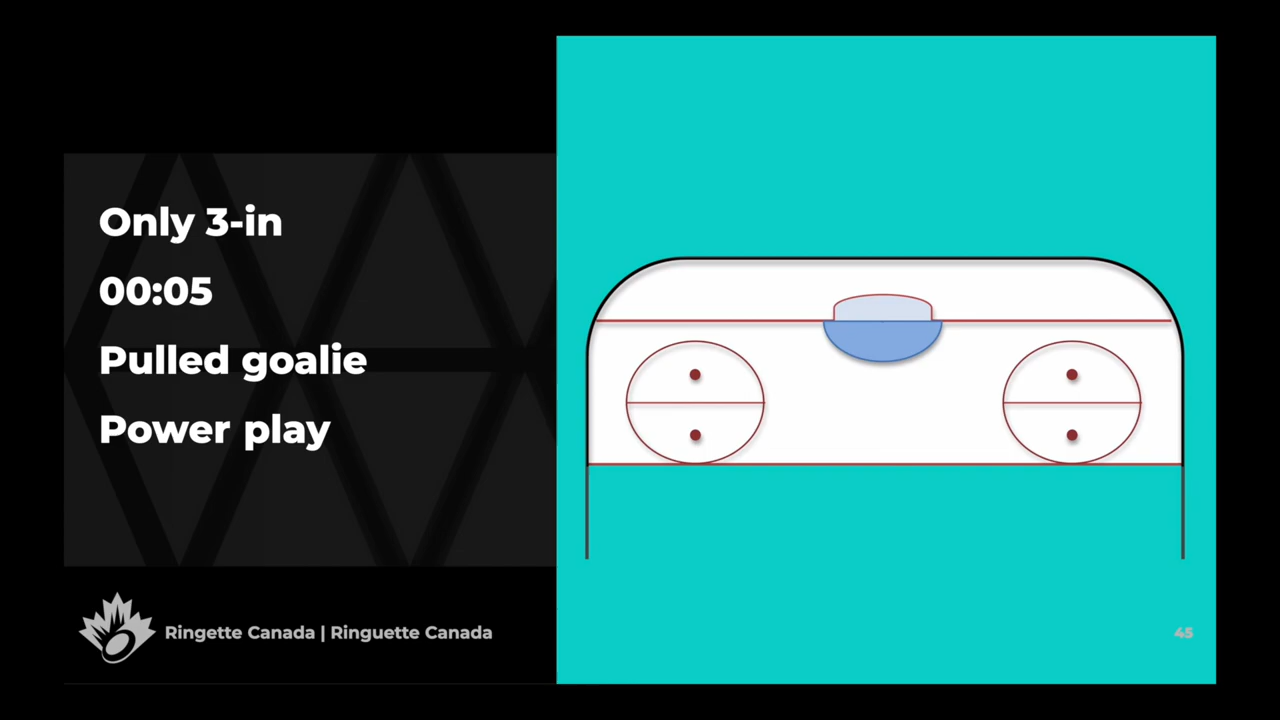 Only 3-in
00:05
Pulled goalie
Power play
Ringette Canada | Ringuette Canada
45